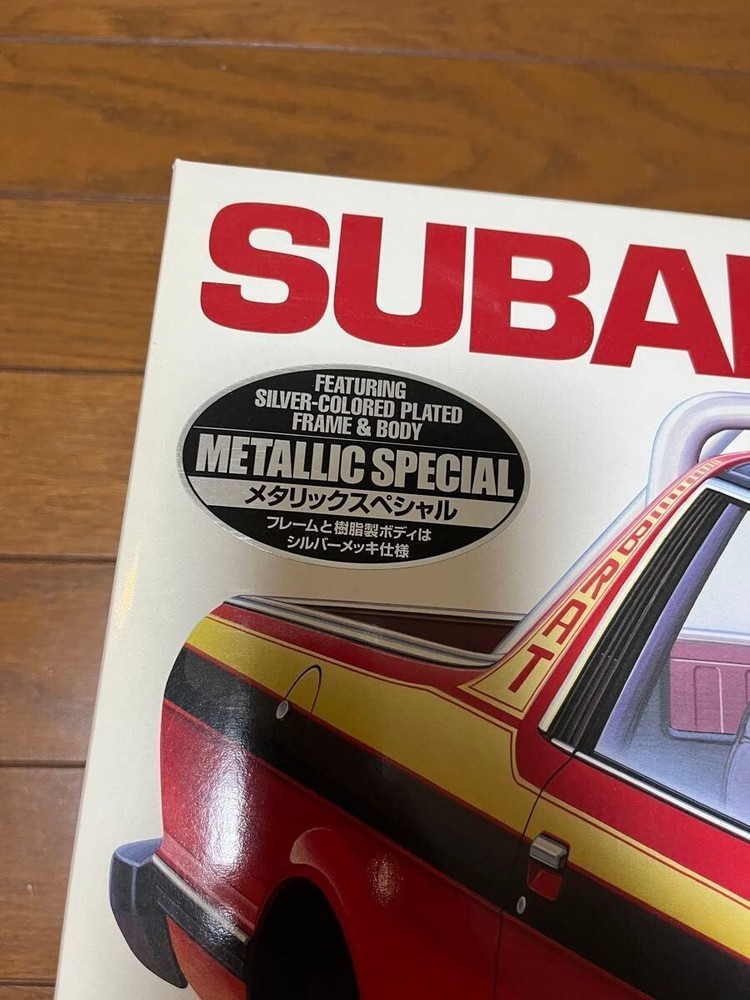 SUBA
FEATURING
SILVER-COLORED PLATED
FRAME & BODY
METALLIC SPECIAL
メタリックスペシャル
フレームと樹脂製ボディは
シルバーメッキ仕様
BRAT